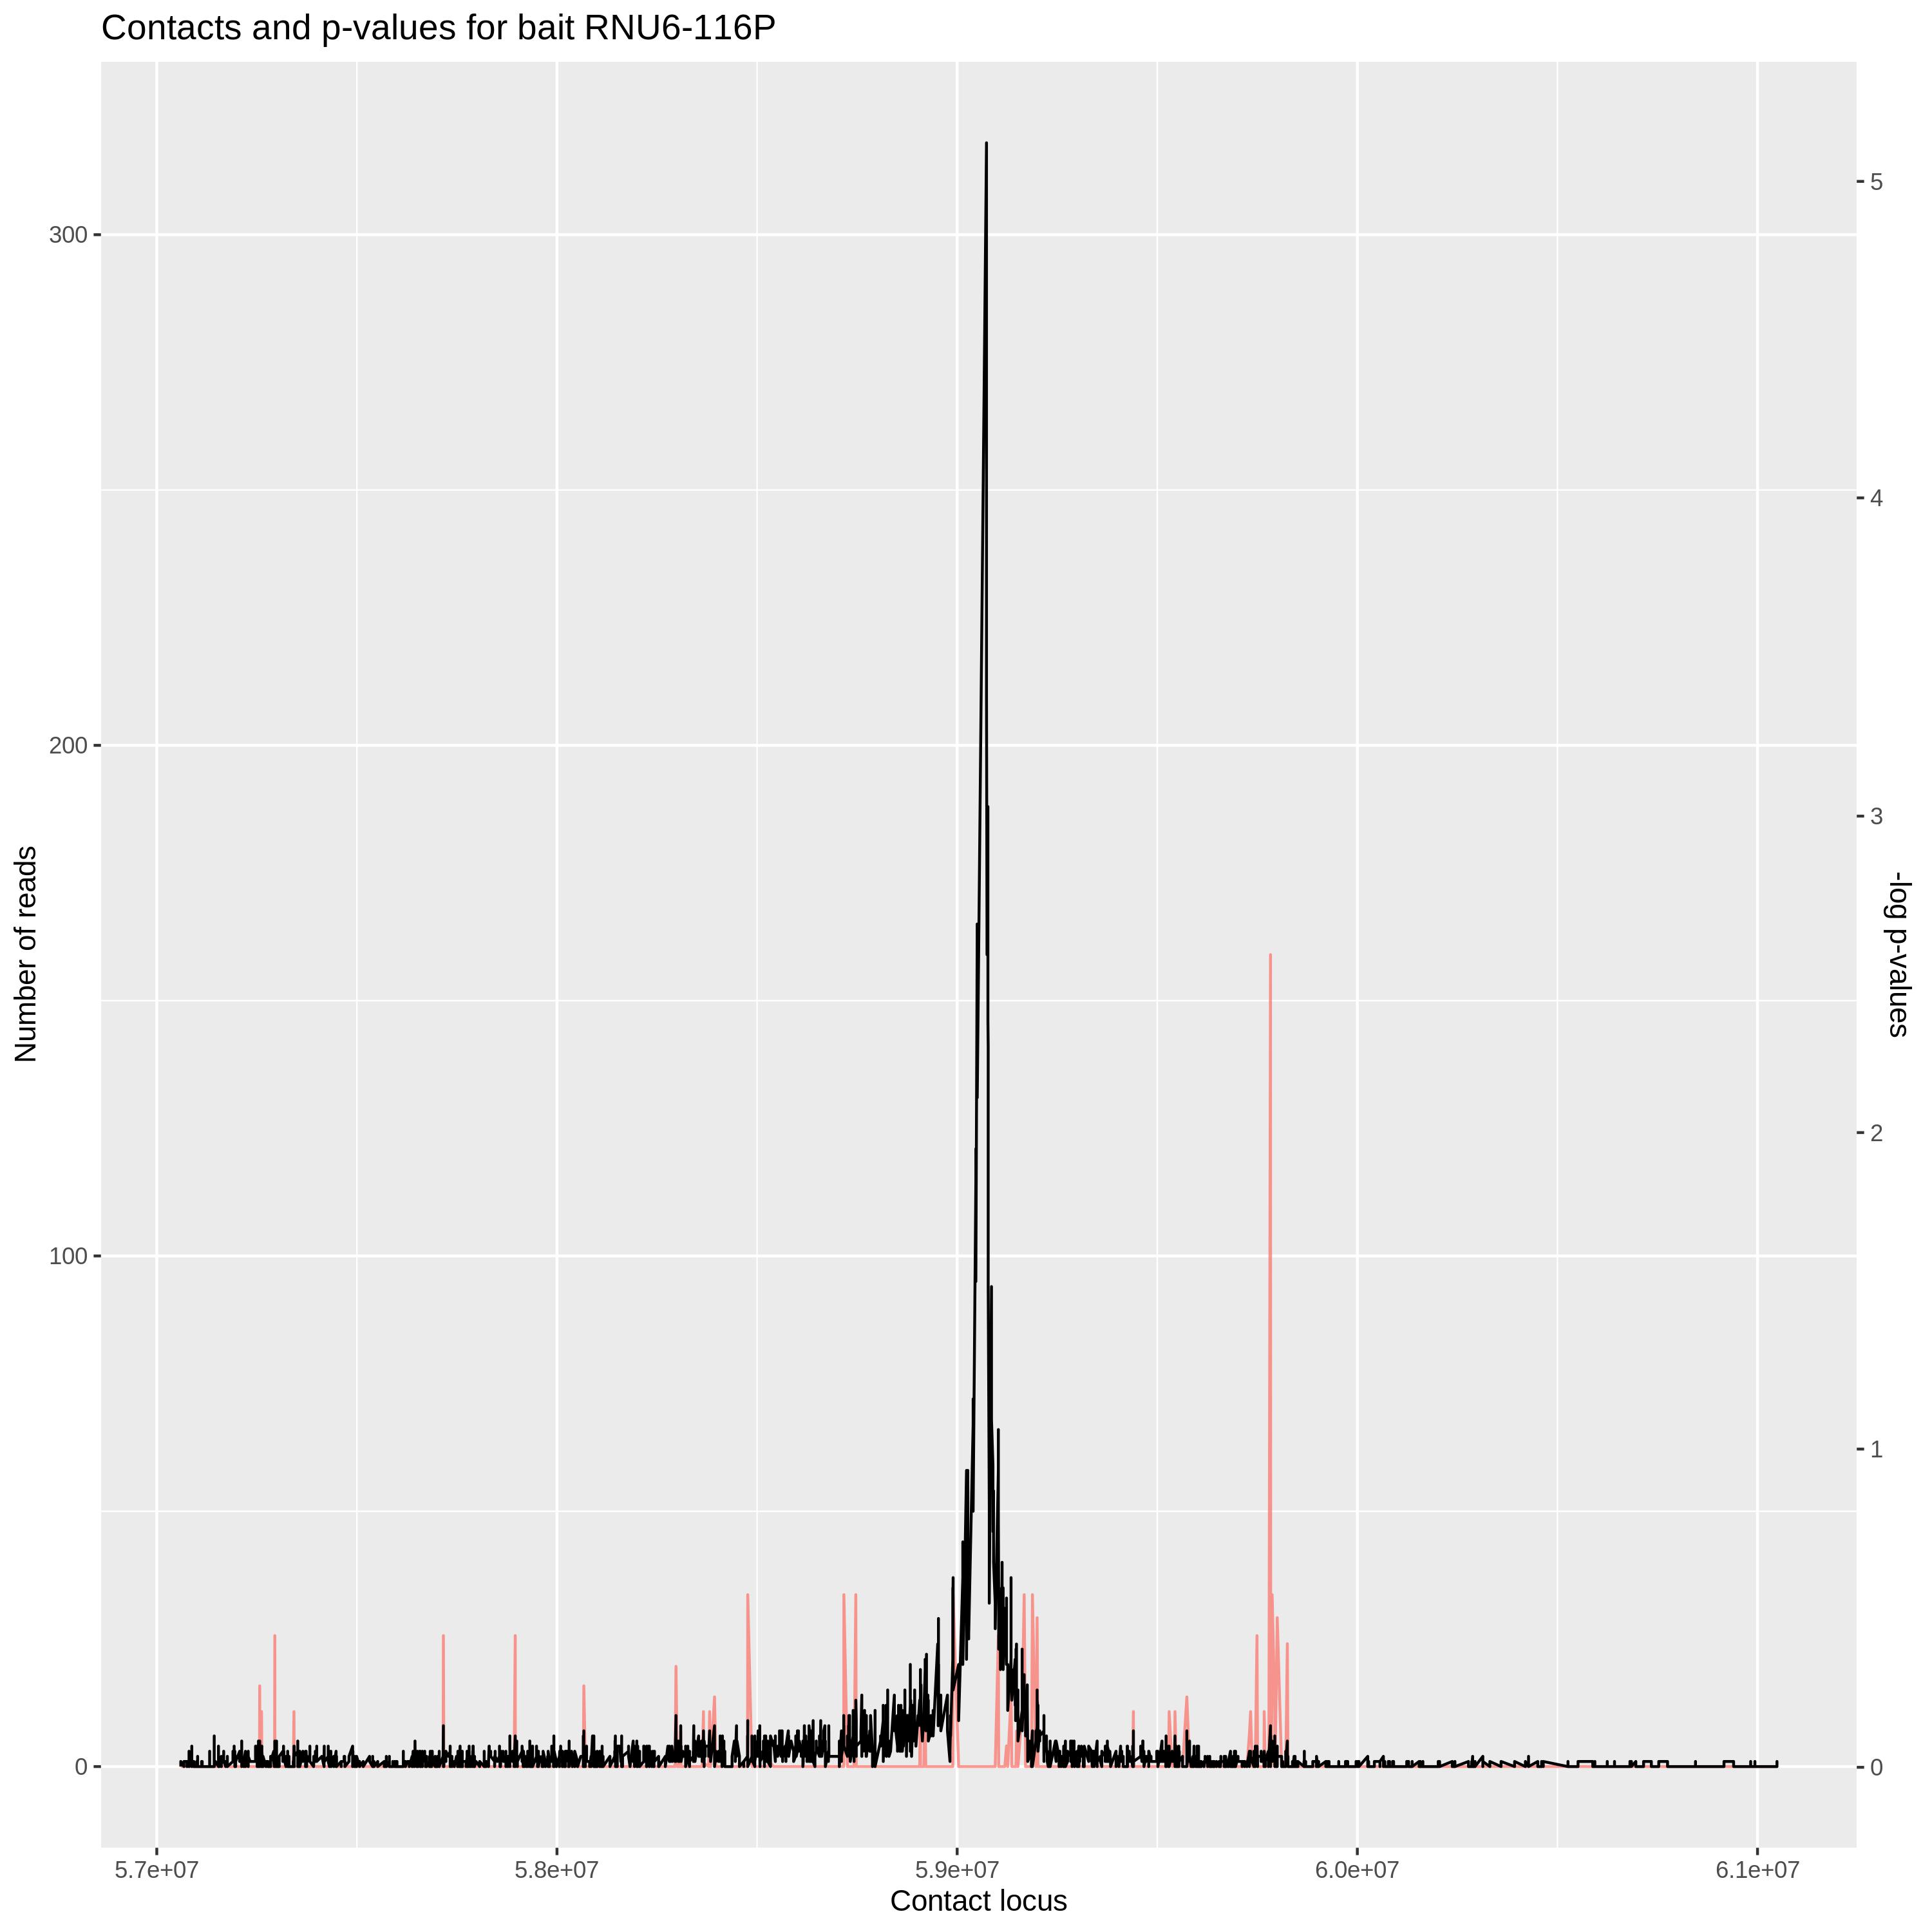 Contacts and p-values for bait RNU6-116P
300
200
100
0
Number of reads
5
4
3
2
1
0
-log p-values
5.7e+07
5.8e+07
5.9e+07
6.0e+07
6.1e+07
Contact locus